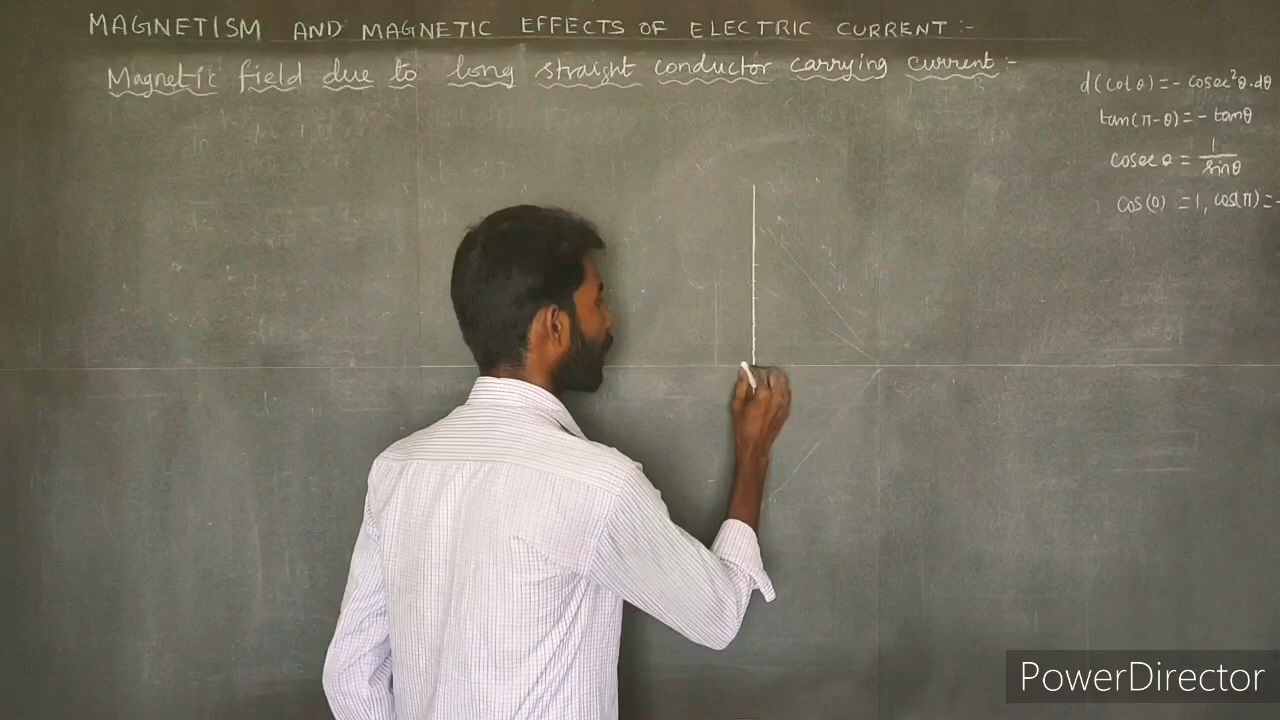 MAGNETISM AND MAGNETIC EFFECTS OF ELECTRIC CURRENT :-
Magnetic field due to long straight conductor carrying current :-
d(cot θ) = - cosec²θ.dθ
tan(π-θ) = - tanθ
cosec θ = 1/sinθ
cos(0) = 1, cos(π) = -
PowerDirector